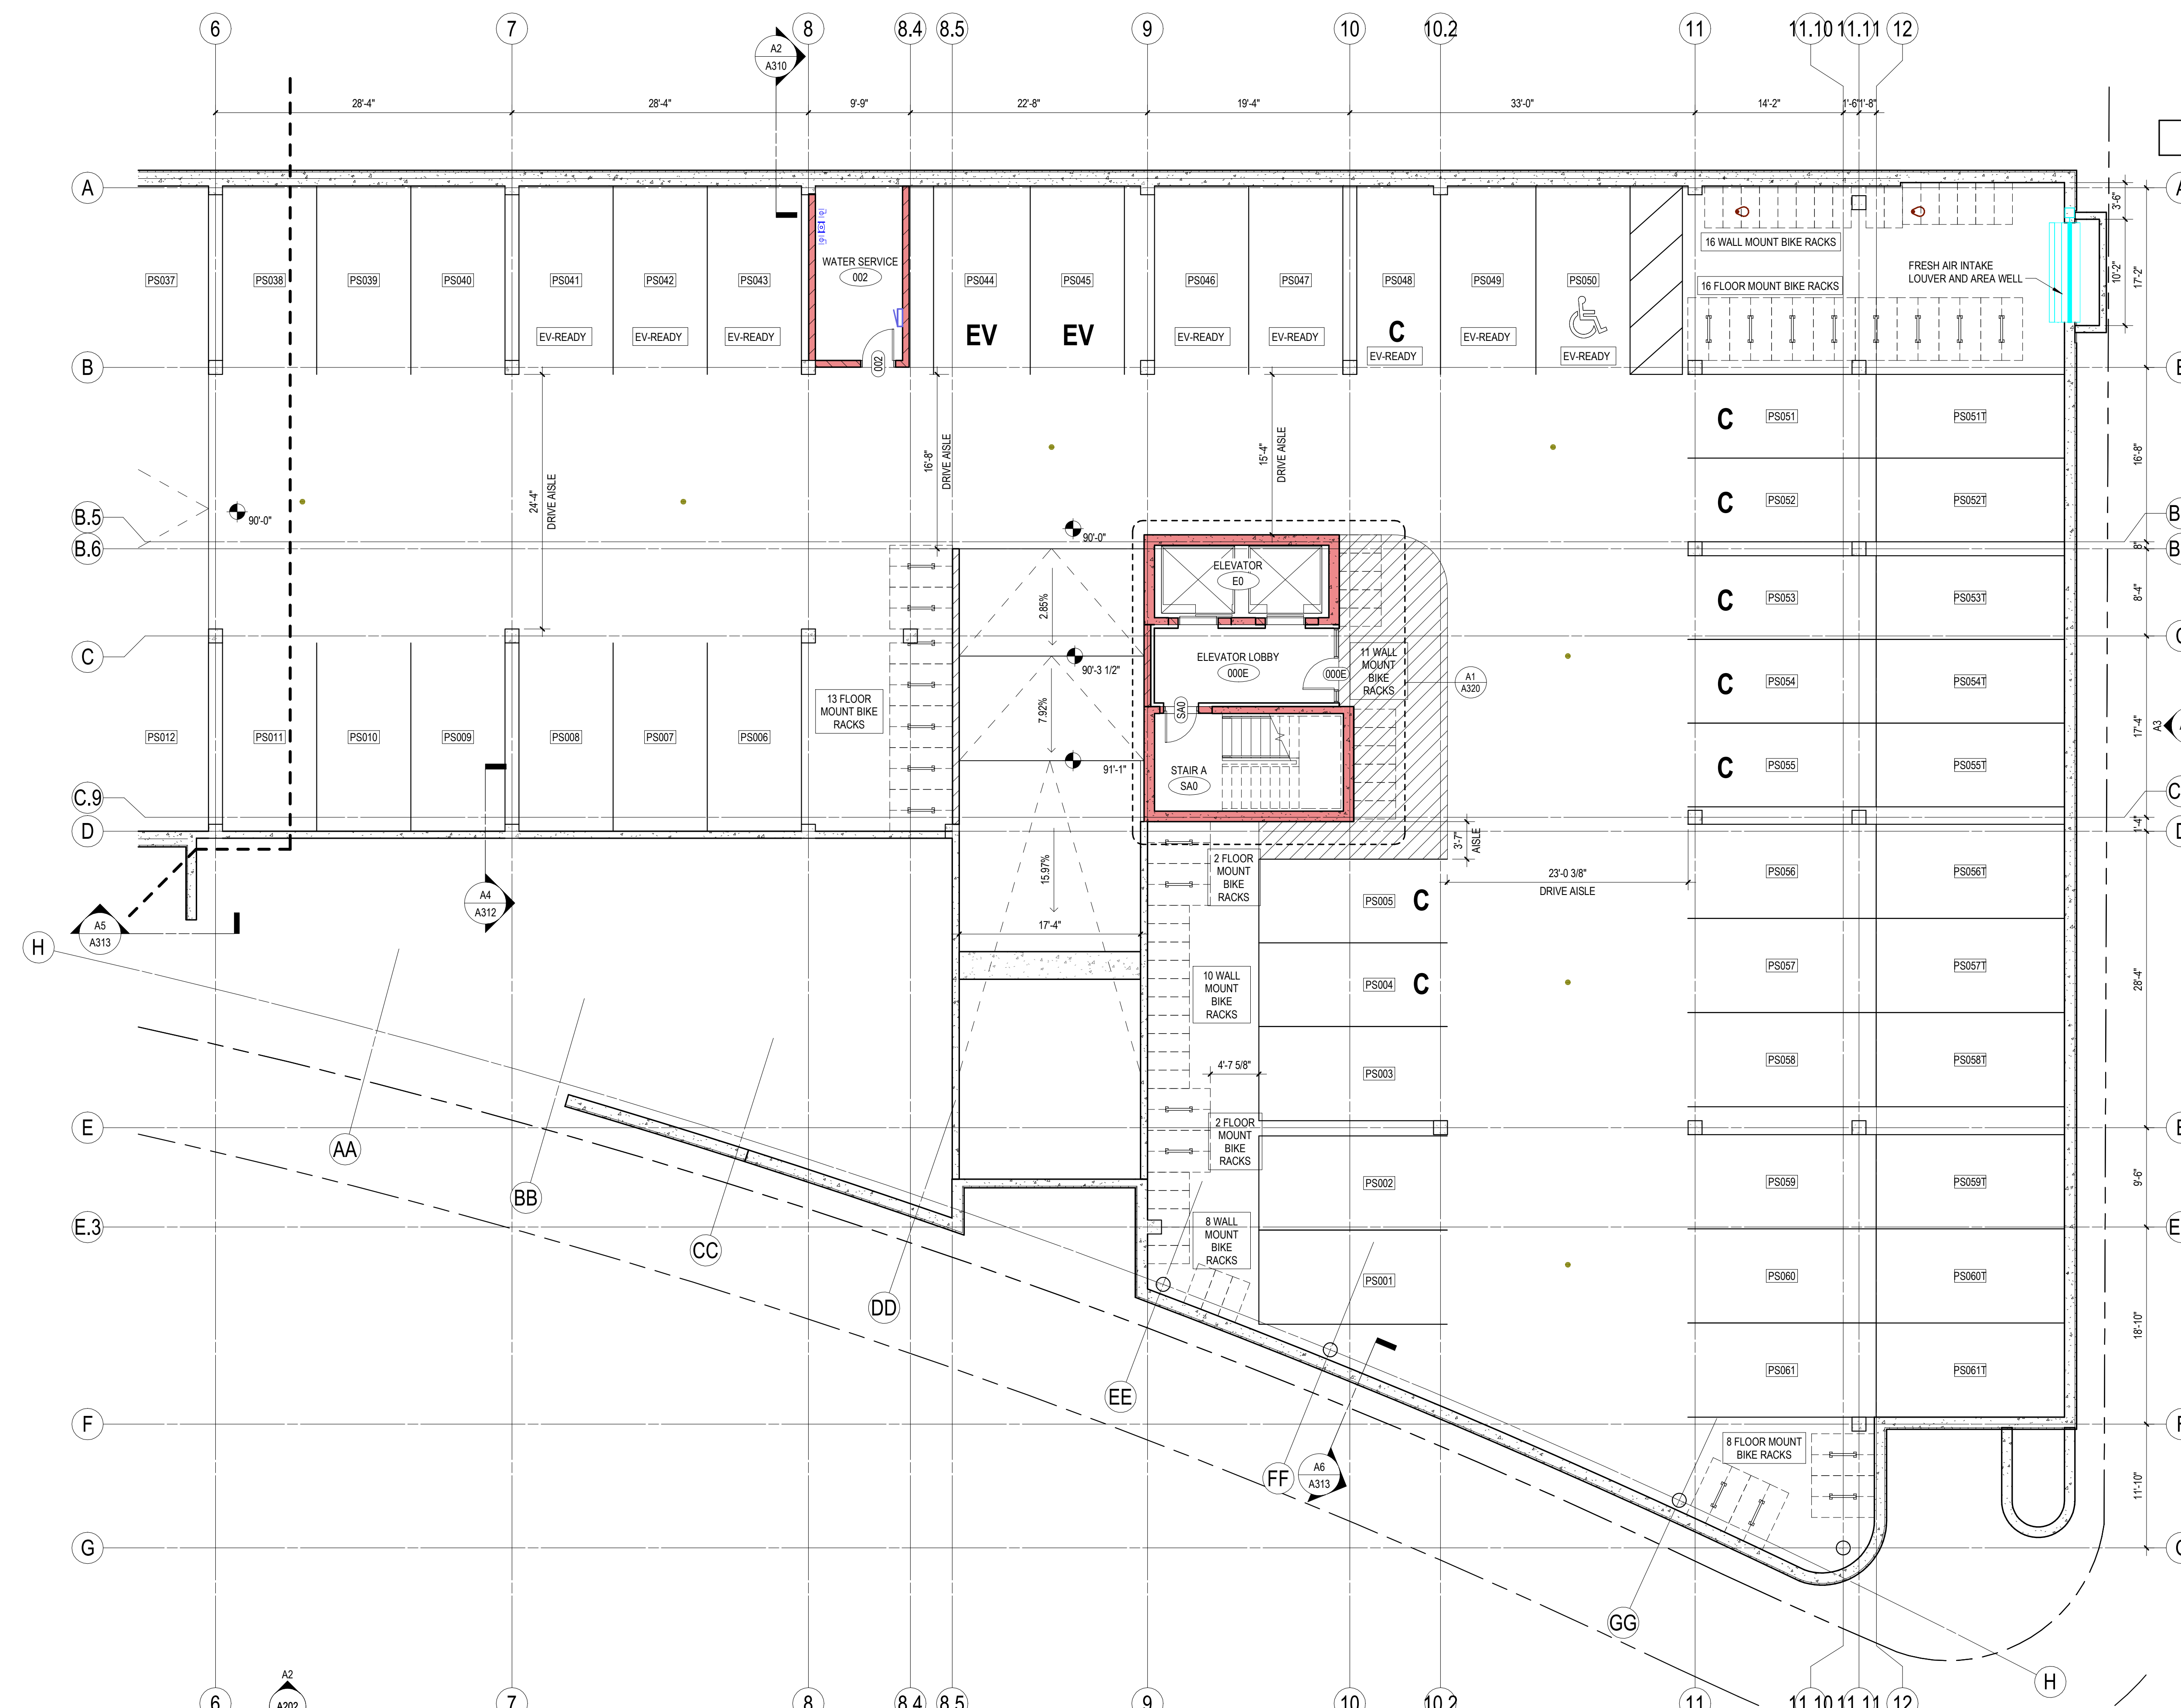 6 7 8 8.4 8.5 9 10 10.2 11 11.10 11.11 12
A2
A310
28'-4" 28'-4" 9'-9" 22'-8" 19'-4" 33'-0" 14'-2" 1'-6" 1'-8"
A
3'-6"
16 WALL MOUNT BIKE RACKS
WATER SERVICE
002
FRESH AIR INTAKE
LOUVER AND AREA WELL
10'-2"
17'-2"
PS037 PS038 PS039 PS040 PS041 PS042 PS043 PS044 PS045 PS046 PS047 PS048 PS049 PS050
16 FLOOR MOUNT BIKE RACKS
EV EV C
EV-READY EV-READY EV-READY EV-READY EV-READY EV-READY EV-READY
EV-READY
002
B
C PS051 PS051T
16'-8"
DRIVE AISLE
15'-4"
DRIVE AISLE
16'-8"
24'-4"
DRIVE AISLE
C PS052 PS052T
B.5
90'-0"
90'-0"
B.6
8"
ELEVATOR
E0
2.85%
C PS053 PS053T
8'-4"
C
ELEVATOR LOBBY
000E
000E
90'-3 1/2"
11 WALL
MOUNT
BIKE
RACKS
A1
A320
C PS054 PS054T
13 FLOOR
MOUNT BIKE
RACKS
7.92%
SA0
17'-4"
A3
PS012 PS011 PS010 PS009 PS008 PS007 PS006
91'-1"
STAIR A
SA0
C PS055 PS055T
C.9
D
1'-4"
3'-7"
AISLE
15.97%
2 FLOOR
MOUNT
BIKE
RACKS
23'-0 3/8"
DRIVE AISLE
PS056 PS056T
A4
A312
PS005 C
A5
A313
17'-4"
H
10 WALL
MOUNT
BIKE
RACKS
PS004 C
PS057 PS057T
28'-4"
4'-7 5/8"
PS003
PS058 PS058T
E
AA
2 FLOOR
MOUNT
BIKE
RACKS
BB
PS002
PS059 PS059T
9'-6"
E.3
CC
8 WALL
MOUNT
BIKE
RACKS
PS001
PS060 PS060T
DD
18'-10"
EE
PS061 PS061T
F
8 FLOOR MOUNT
BIKE RACKS
FF
A6
A313
11'-10"
G
GG
H
A2
A202
6 7 8 8.4 8.5 9 10 10.2 11 11.10 11.11 12